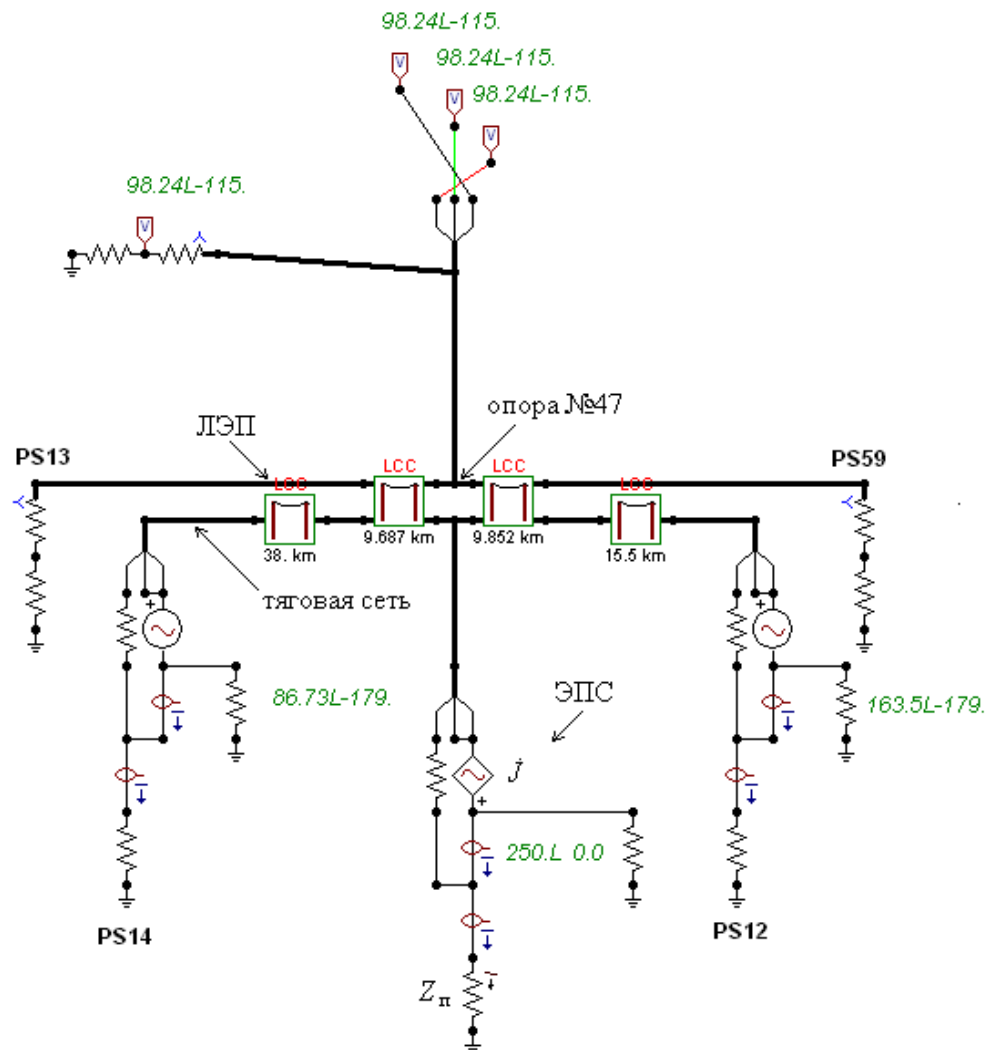 98.24L-115.
98.24L-115.
98.24L-115.
V
V
V
98.24L-115.
V
опора №47
ЛЭП
PS13
LCC
LCC
PS59
LCC
LCC
38. km
9.687 km
9.852 km
15.5 km
тяговая сеть
+
+
86.73L-179.
ЭПС
163.5L-179.
I
I
j
I
I
+
250.L 0.0
I
PS14
PS12
I
Zп
I